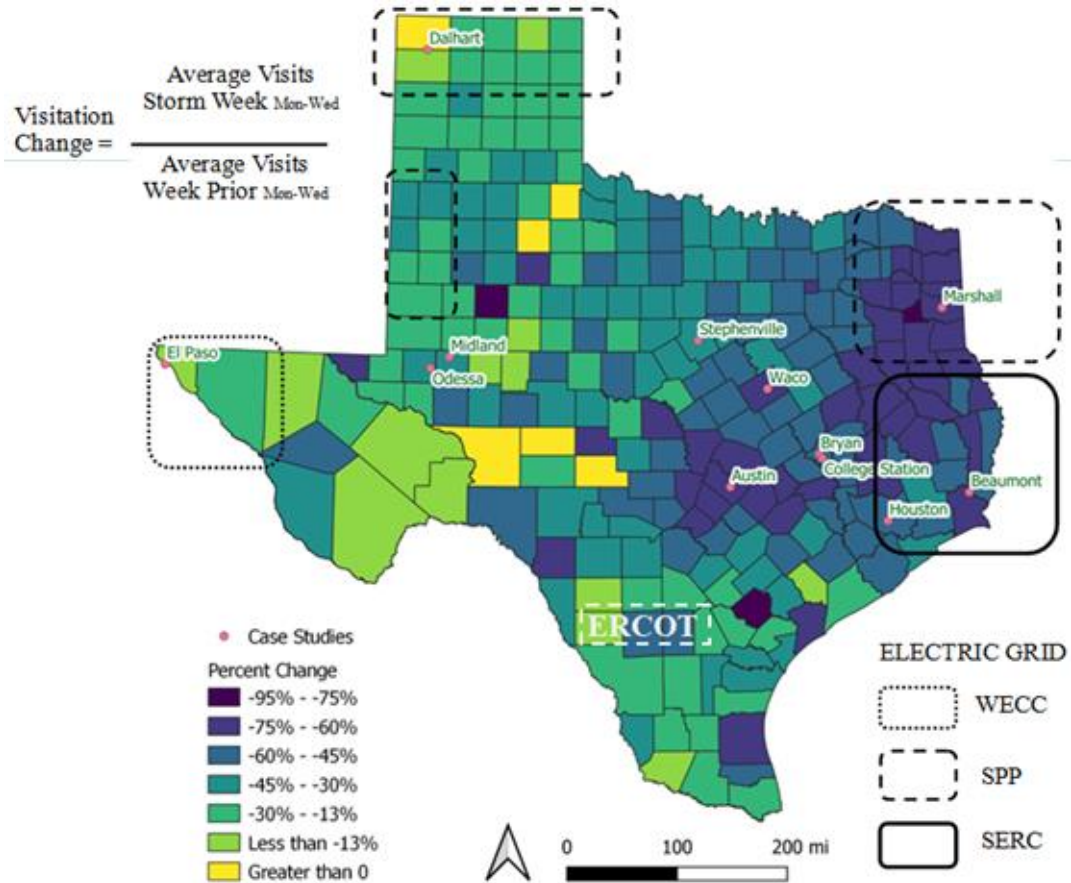 Visitation
Change =
Average Visits
Storm Week Mon-Wed
Average Visits
Week Prior Mon-Wed
Dalhart
Marshall
Stephenville
El Paso
Midland
Odessa
Waco
Bryan
College Station
Austin
Beaumont
Houston
ERCOT
Case Studies
Percent Change
-95% - -75%
-75% - -60%
-60% - -45%
-45% - -30%
-30% - -13%
Less than -13%
Greater than 0
0 100 200 mi
ELECTRIC GRID
WECC
SPP
SERC